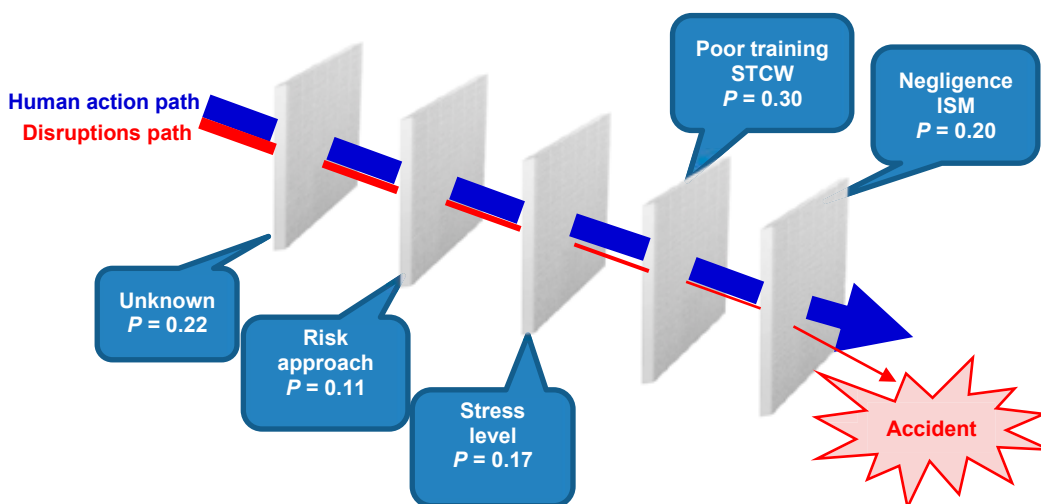 Human action path
Disruptions path
Unknown
P = 0.22
Risk
approach
P = 0.11
Stress
level
P = 0.17
Poor training
STCW
P = 0.30
Negligence
ISM
P = 0.20
Accident